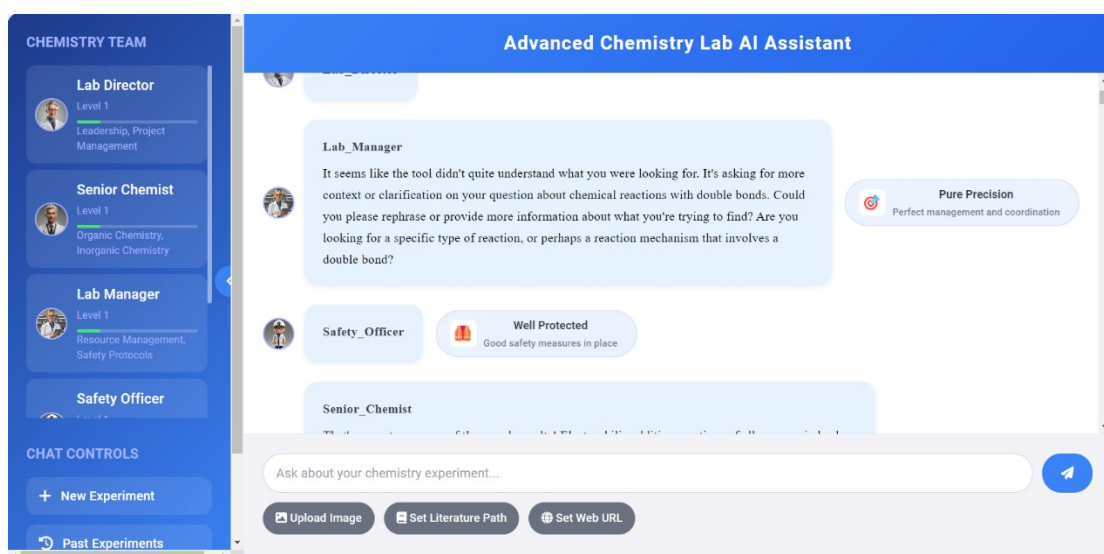 CHEMISTRY TEAM
Lab Director
Level 1
Leadership, Project
Management
Senior Chemist
Level 1
Organic Chemistry,
Inorganic Chemistry
Lab Manager
Level 1
Resource Management,
Safety Protocols
Safety Officer
CHAT CONTROLS
+ New Experiment
Past Experiments
Advanced Chemistry Lab AI Assistant
Lab_Manager
It seems like the tool didn't quite understand what you were looking for. It's asking for more
context or clarification on your question about chemical reactions with double bonds. Could
you please rephrase or provide more information about what you're trying to find? Are you
looking for a specific type of reaction, or perhaps a reaction mechanism that involves a
double bond?
Pure Precision
Perfect management and coordination
Safety_Officer
Well Protected
Good safety measures in place
Senior_Chemist
Ask about your chemistry experiment...
Upload Image
Set Literature Path
Set Web URL